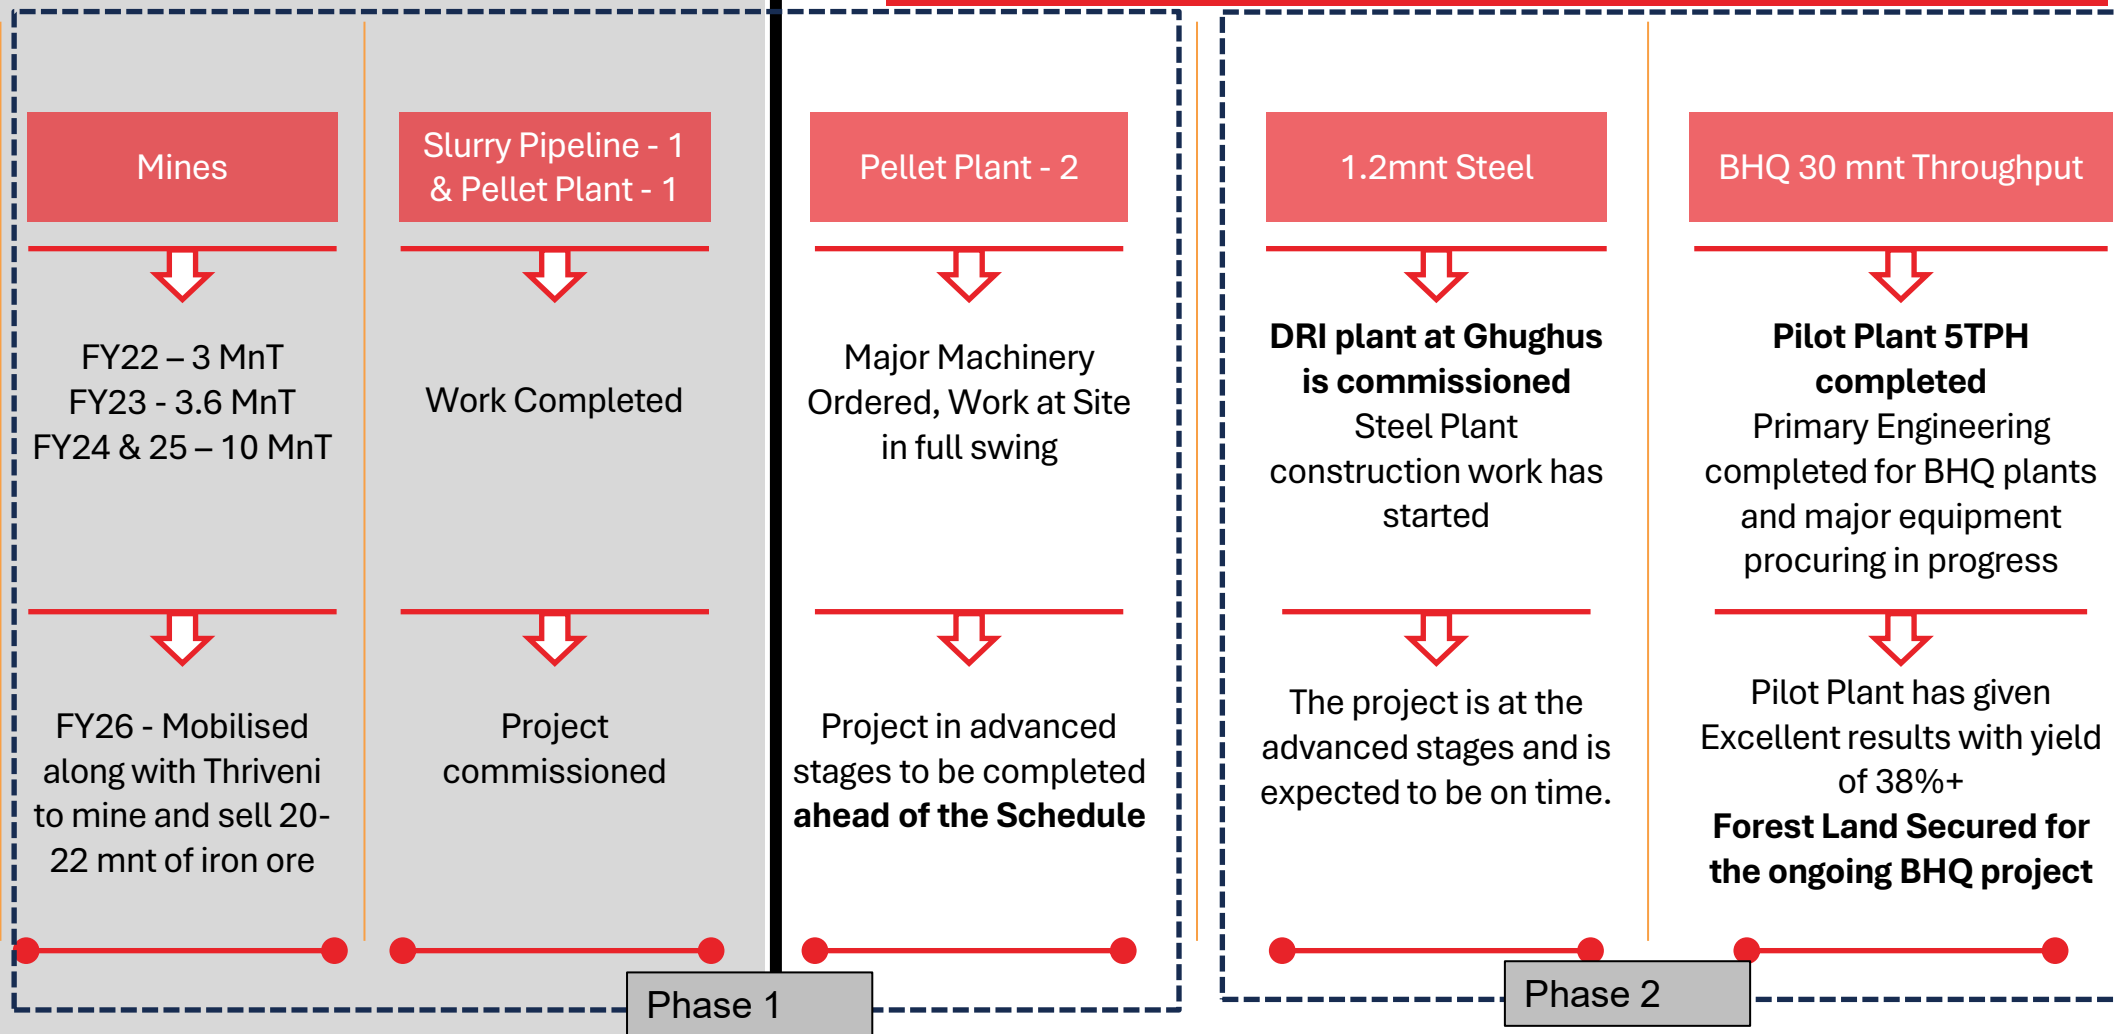 Mines
FY22 – 3 MnT
FY23 - 3.6 MnT
FY24 & 25 – 10 MnT
FY26 - Mobilised
along with Thriveni
to mine and sell 20-
22 mnt of iron ore
Slurry Pipeline - 1
& Pellet Plant - 1
Work Completed
Project
commissioned
Pellet Plant - 2
Major Machinery
Ordered, Work at Site
in full swing
Project in advanced
stages to be completed
ahead of the Schedule
Phase 1
1.2mnt Steel
DRI plant at Ghughus
is commissioned
Steel Plant
construction work has
started
The project is at the
advanced stages and is
expected to be on time.
BHQ 30 mnt Throughput
Pilot Plant 5TPH
completed
Primary Engineering
completed for BHQ plants
and major equipment
procuring in progress
Pilot Plant has given
Excellent results with yield
of 38%+
Forest Land Secured for
the ongoing BHQ project
Phase 2